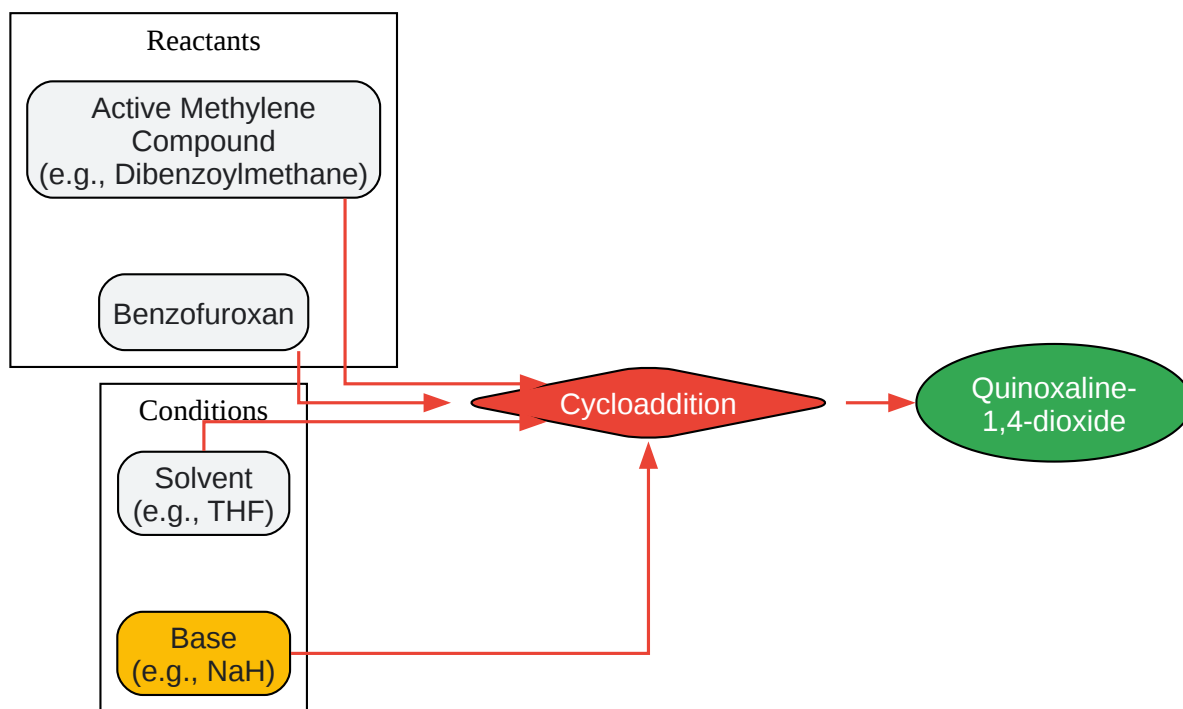 Reactants
Active Methylene
Compound
(e.g., Dibenzoylmethane)
Benzofuroxan
Conditions
Solvent
(e.g., THF)
Base
(e.g., NaH)
Cycloaddition
Quinoxaline-
1,4-dioxide